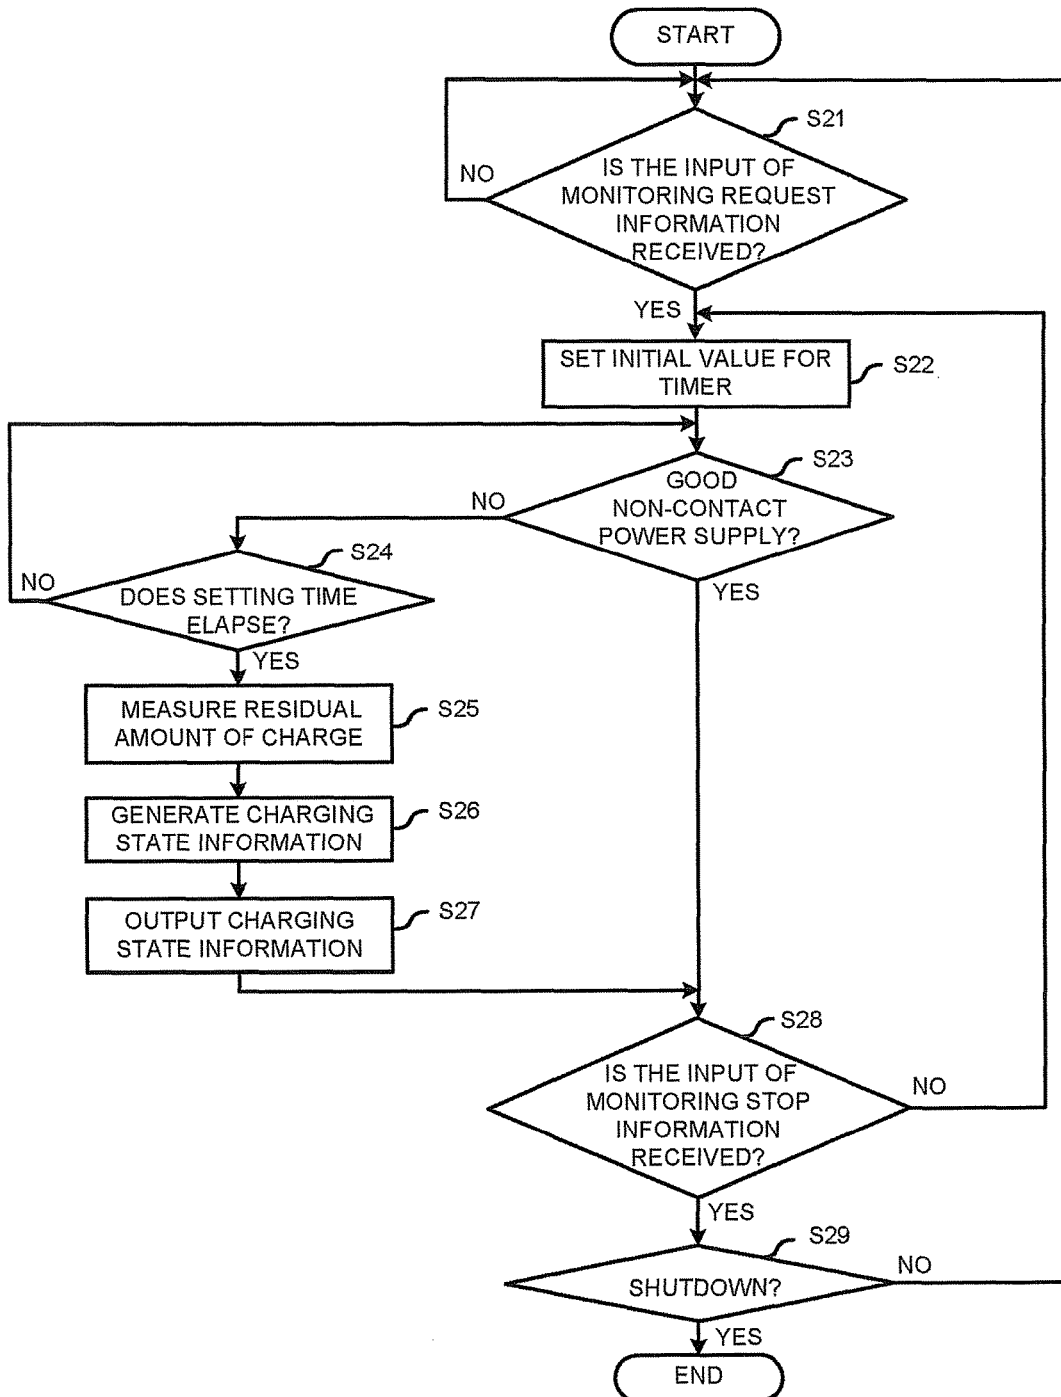 START
S21
NO
IS THE INPUT OF
MONITORING REQUEST
INFORMATION
RECEIVED?
YES
SET INITIAL VALUE FOR
TIMER
S22
S23
NO
GOOD
NON-CONTACT
POWER SUPPLY?
S24
NO
DOES SETTING TIME
ELAPSE?
YES
YES
MEASURE RESIDUAL
AMOUNT OF CHARGE
S25
GENERATE CHARGING
STATE INFORMATION
S26
OUTPUT CHARGING
STATE INFORMATION
S27
S28
IS THE INPUT OF
MONITORING STOP
INFORMATION
RECEIVED?
NO
YES
S29
SHUTDOWN?
NO
YES
END